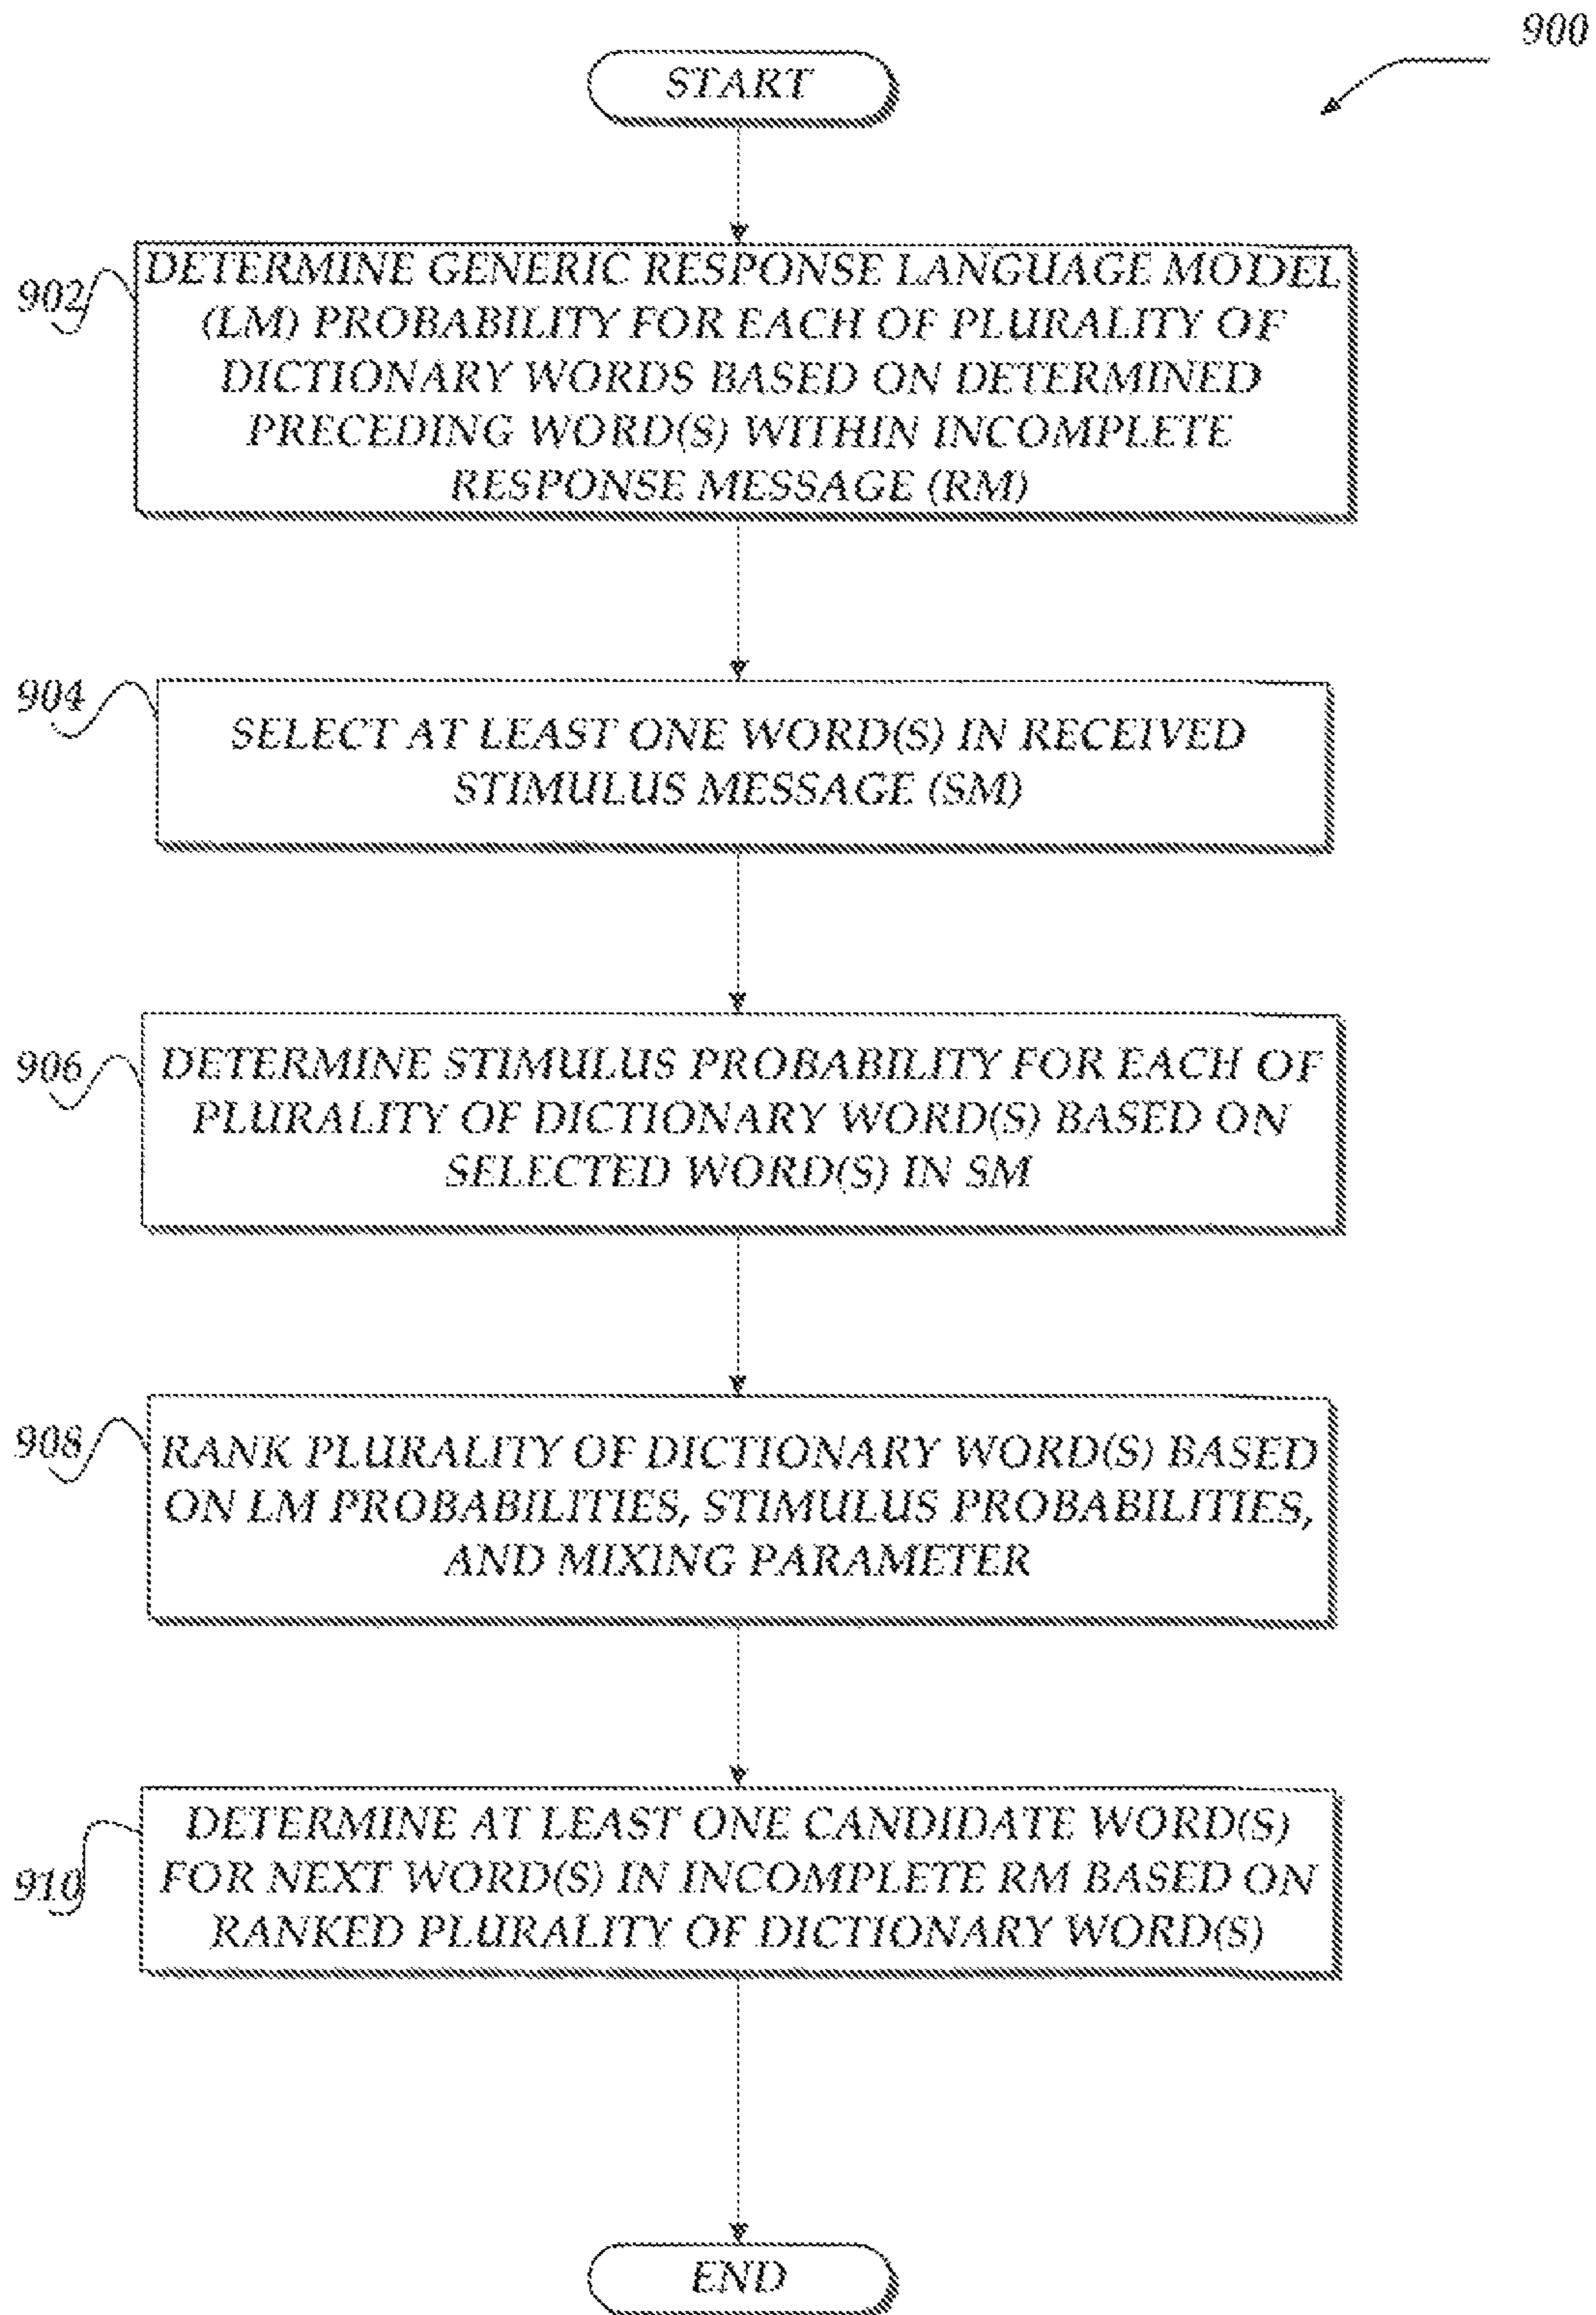 900
START
902
DETERMINE GENERIC RESPONSE LANGUAGE MODEL
(LM) PROBABILITY FOR EACH OF PLURALITY OF
DICTIONARY WORDS BASED ON DETERMINED
PRECEDING WORD(S) WITHIN INCOMPLETE
RESPONSE MESSAGE (RM)
904
SELECT AT LEAST ONE WORD(S) IN RECEIVED
STIMULUS MESSAGE (SM)
906
DETERMINE STIMULUS PROBABILITY FOR EACH OF
PLURALITY OF DICTIONARY WORD(S) BASED ON
SELECTED WORD(S) IN SM
908
RANK PLURALITY OF DICTIONARY WORD(S) BASED
ON LM PROBABILITIES, STIMULUS PROBABILITIES,
AND MIXING PARAMETER
910
DETERMINE AT LEAST ONE CANDIDATE WORD(S)
FOR NEXT WORD(S) IN INCOMPLETE RM BASED ON
RANKED PLURALITY OF DICTIONARY WORD(S)
END